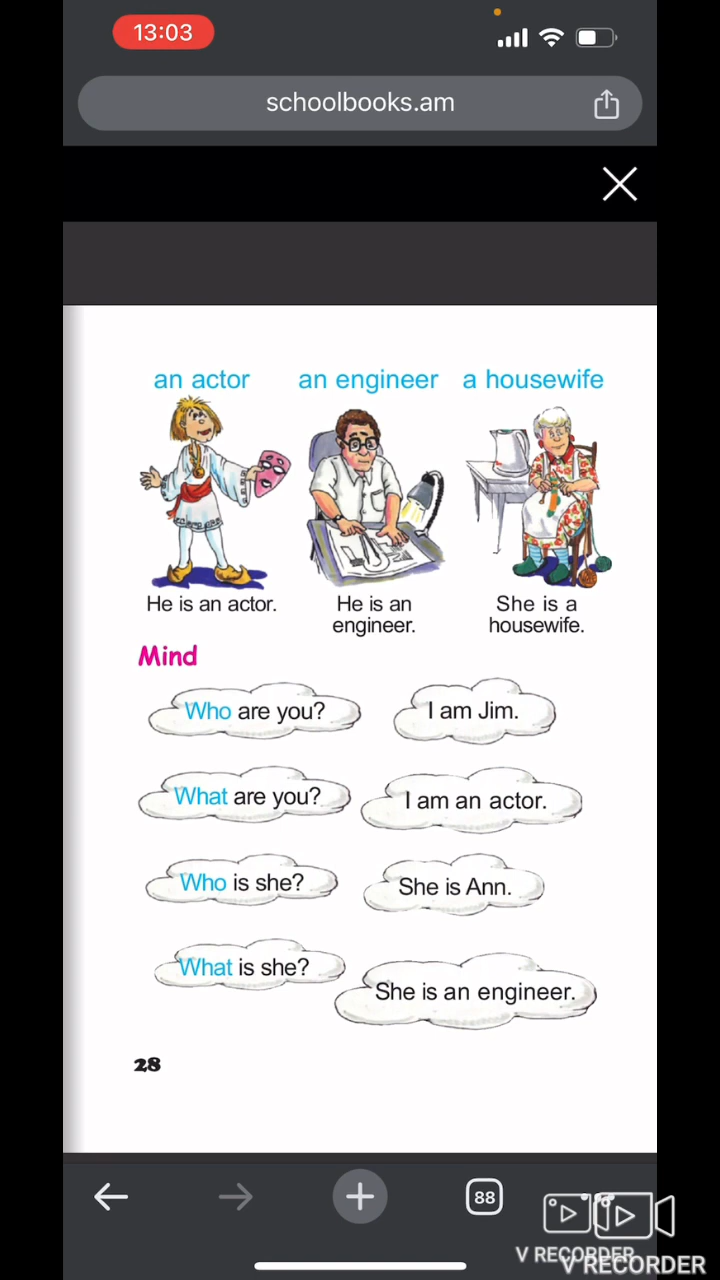 13:03
schoolbooks.am
an actor an engineer a housewife
He is an actor.
He is an
engineer.
She is a
housewife.
Mind
Who are you?
I am Jim.
What are you?
I am an actor.
Who is she?
She is Ann.
What is she?
She is an engineer.
28
88
V RECORDER
V RECORDER